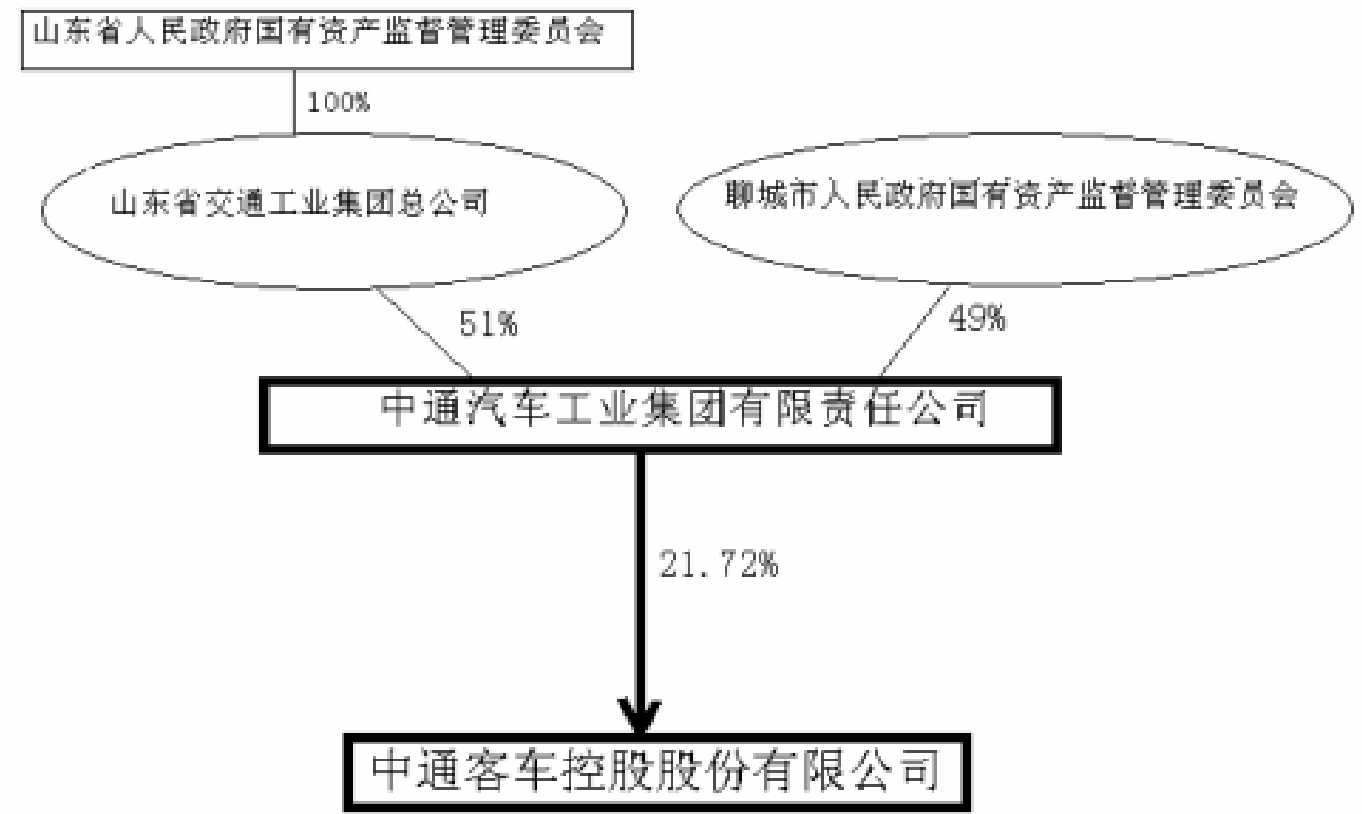 山东省人民政府国有资产监督管理委员会
100%
山东省交通工业集团总公司
聊城市人民政府国有资产监督管理委员会
51%
49%
中通汽车工业集团有限责任公司
21.72%
中通客车控股股份有限公司